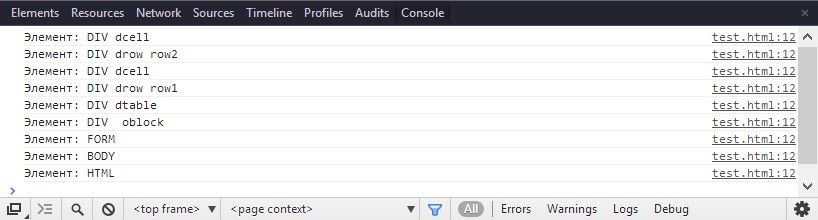 Elements Resources Network Sources Timeline Profiles Audits Console ×
Элемент: DIV dcell test.html:12
Элемент: DIV drow row2 test.html:12
Элемент: DIV dcell test.html:12
Элемент: DIV drow row1 test.html:12
Элемент: DIV dtable test.html:12
Элемент: DIV  oblock test.html:12
Элемент: FORM test.html:12
Элемент: BODY test.html:12
Элемент: HTML test.html:12
<top frame> <page context> All Errors Warnings Logs Debug